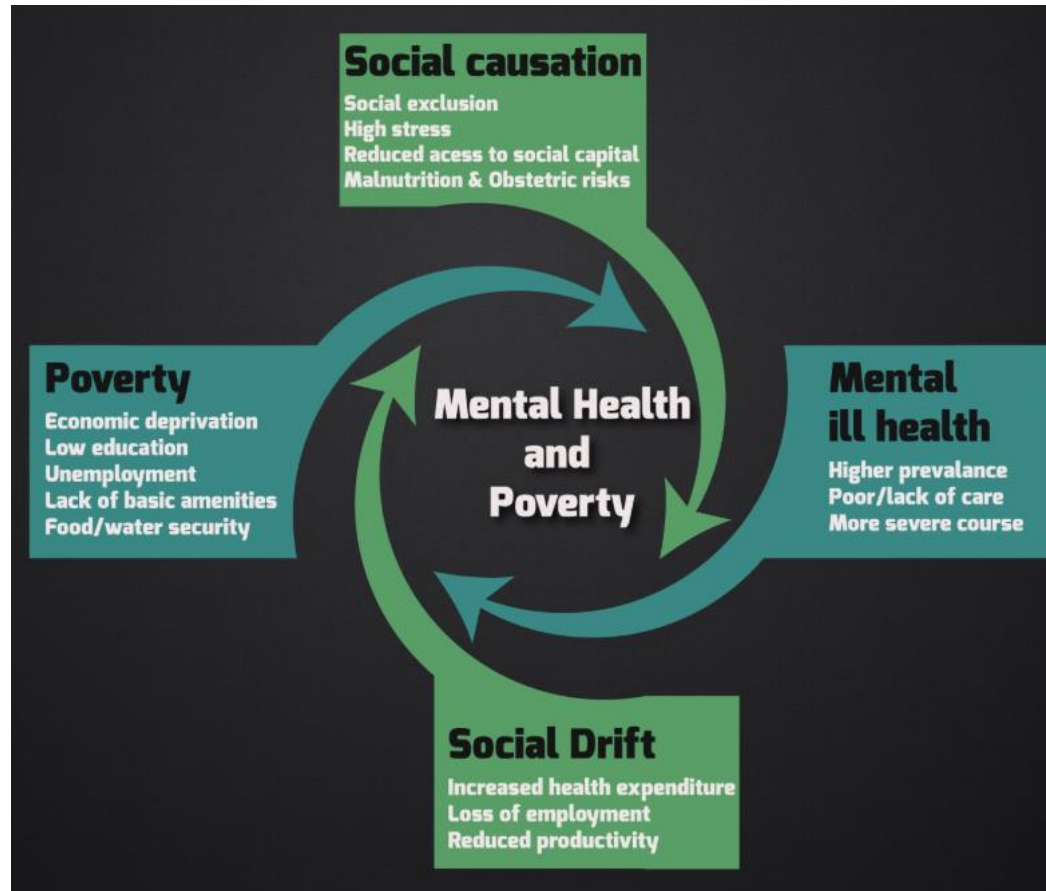 Social causation
Social exclusion
High stress
Reduced acess to social capital
Malnutrition & Obstetric risks
Poverty
Economic deprivation
Low education
Unemployment
Lack of basic amenities
Food/water security
Mental Health
and
Poverty
Mental
ill health
Higher prevalance
Poor/lack of care
More severe course
Social Drift
Increased health expenditure
Loss of employment
Reduced productivity